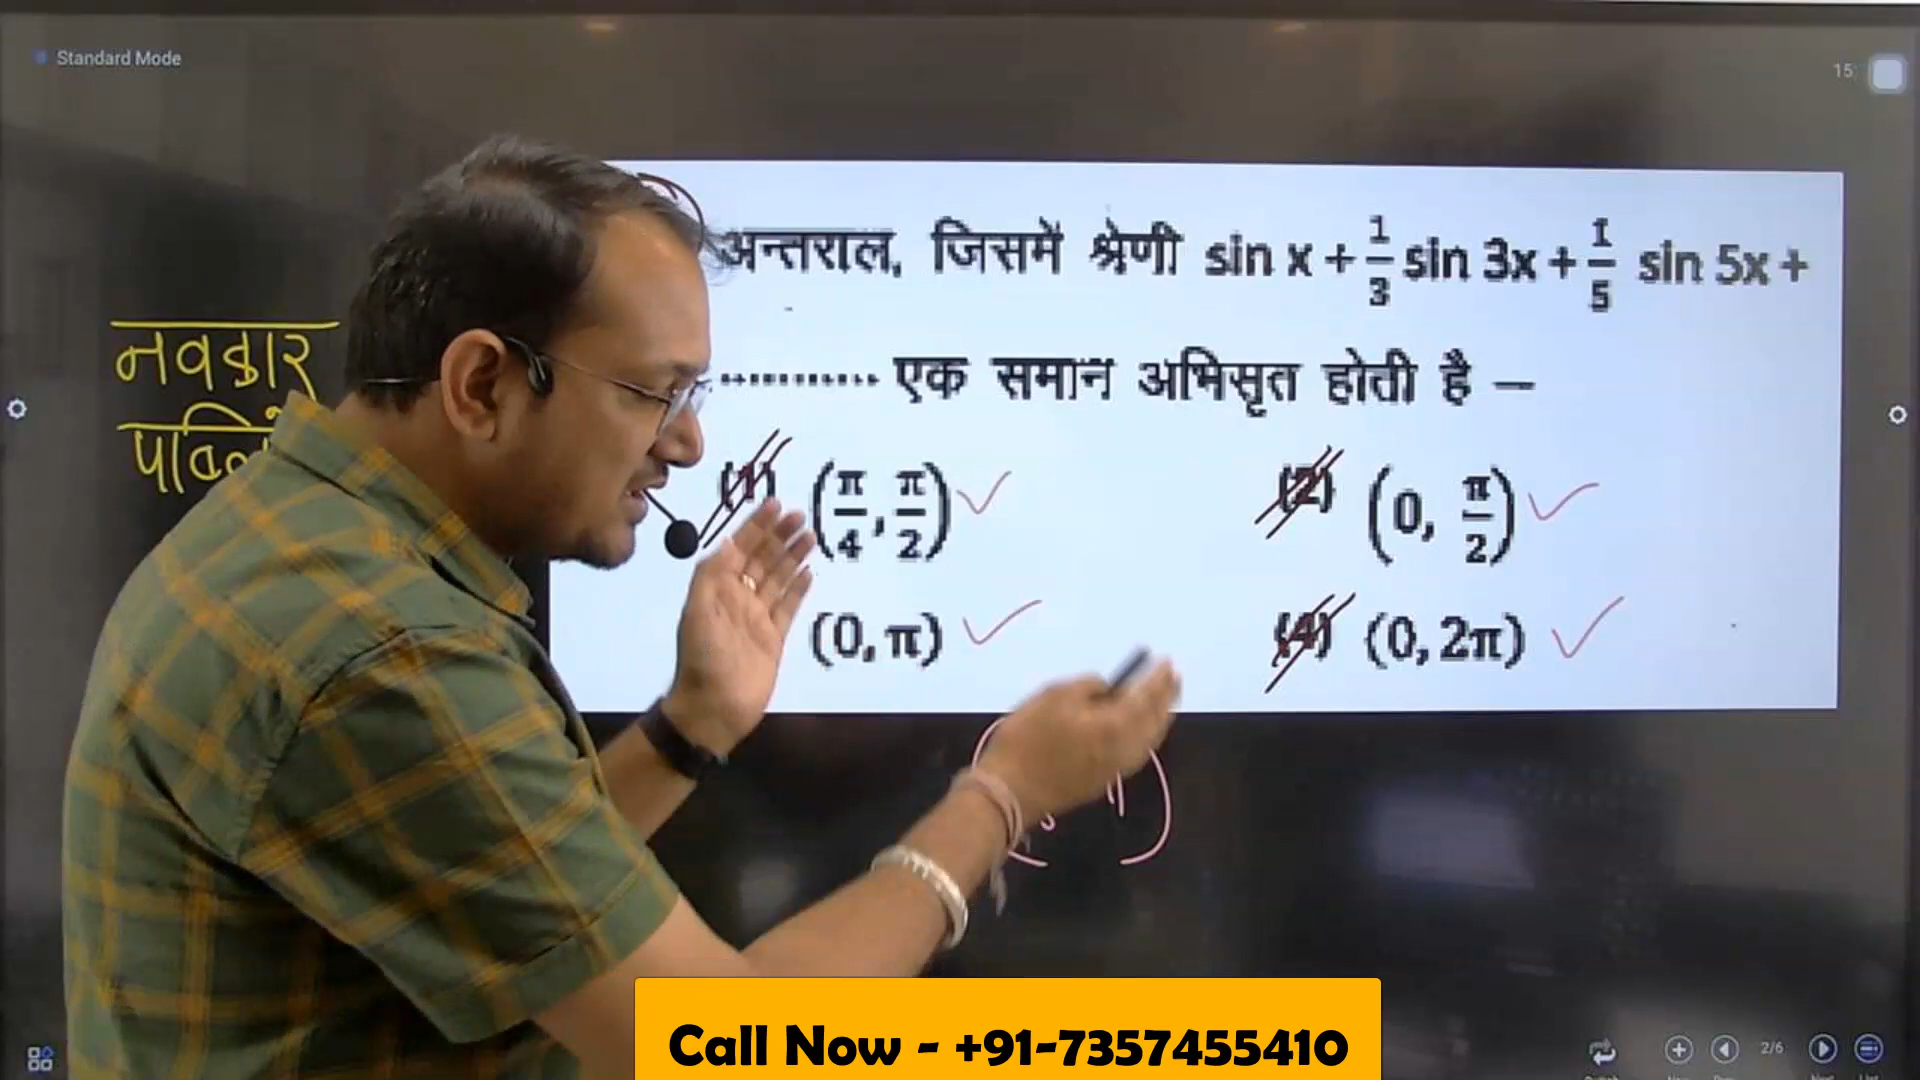 Standard Mode
15
अन्तराल, जिसमें श्रेणी sin x + 1/3 sin 3x + 1/5 sin 5x +
........... एक समान अभिसृत होती है –
(1) (π/4, π/2) ✓
(2) (0, π/2) ✓
(0, π) ✓
(4) (0, 2π) ✓
Call Now - +91-7357455410
2/6